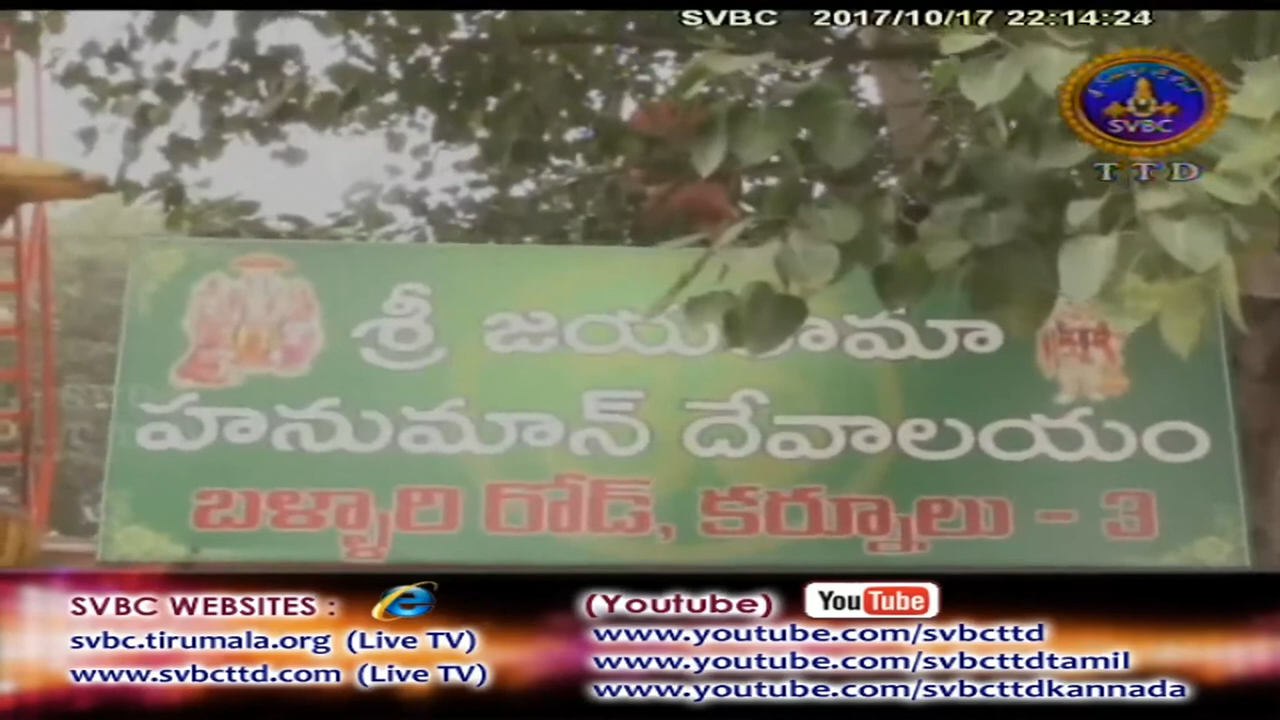 SVBC 2017/10/17 22:14:24
SVBC
T T D
శ్రీ
హనుమాన్ దేవాలయం
బళ్ళారి రోడ్, కర్నూలు - 3
SVBC WEBSITES :
svbc.tirumala.org (Live TV)
www.svbcttd.com (Live TV)
(Youtube) YouTube
www.youtube.com/svbcttd
www.youtube.com/svbcttdtamil
www.youtube.com/svbcttdkannada